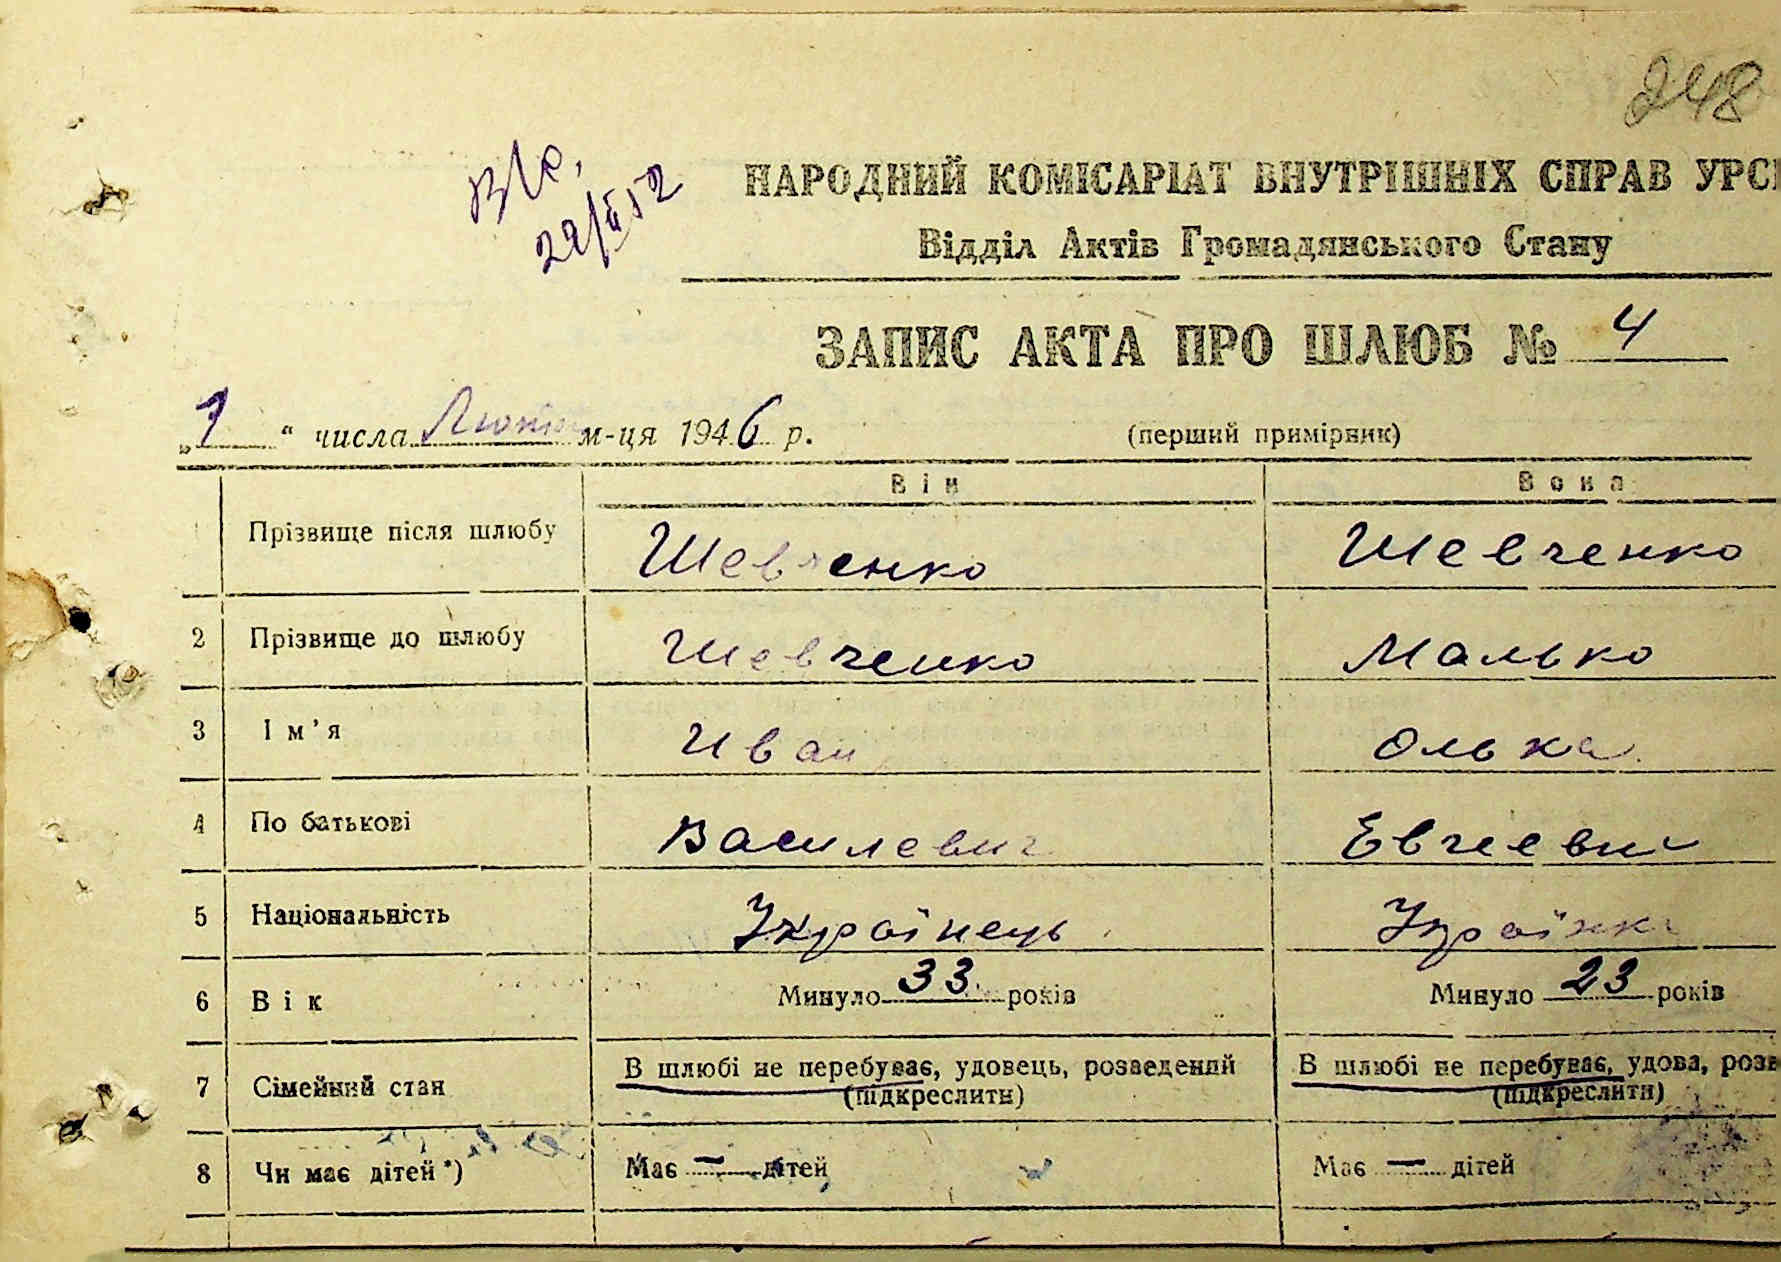 248
29/II 52
НАРОДНИЙ КОМІСАРІАТ ВНУТРІШНІХ СПРАВ УРС
Відділ Актів Громадянського Стану
ЗАПИС АКТА ПРО ШЛЮБ № 4
„1“ числа Лютого м-ця 1946 р. (перший примірник)
Він Вона
Прізвище після шлюбу Шевченко Шевченко
2 Прізвище до шлюбу Шевченко Малько
3 Ім’я Иван Олька
4 По батькові Василевич
5 Національність Українець Українка
6 Вік Минуло 33 років Минуло 23 років
7 Сімейний стан В шлюбі не перебуває, удовець, розведений В шлюбі не перебуває, удова, розв
(підкреслити) (підкреслити)
8 Чи має дітей*) Має — дітей Має — дітей